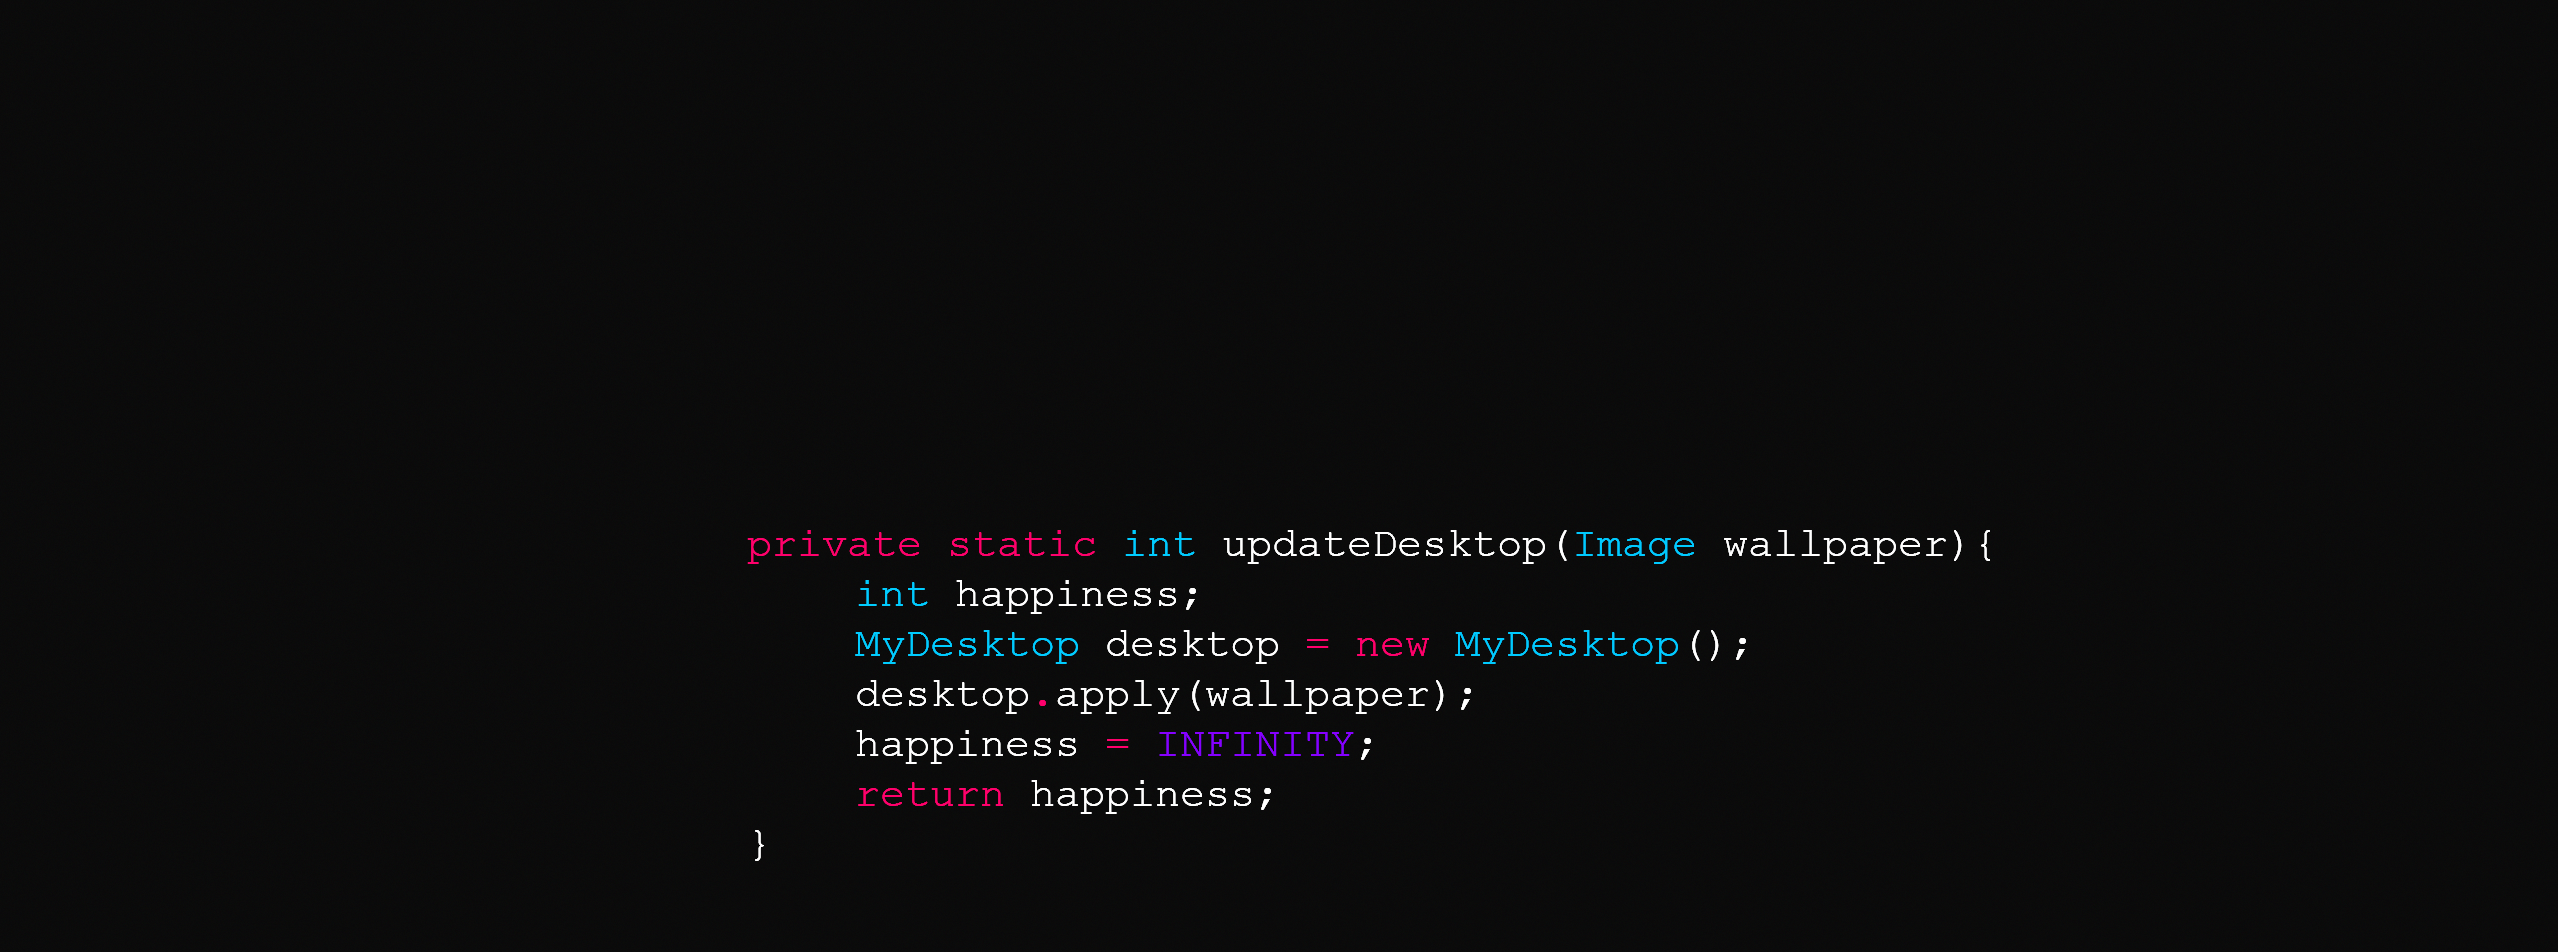 private static int updateDesktop(Image wallpaper){
int happiness;
MyDesktop desktop = new MyDesktop();
desktop.apply(wallpaper);
happiness = INFINITY;
return happiness;
}